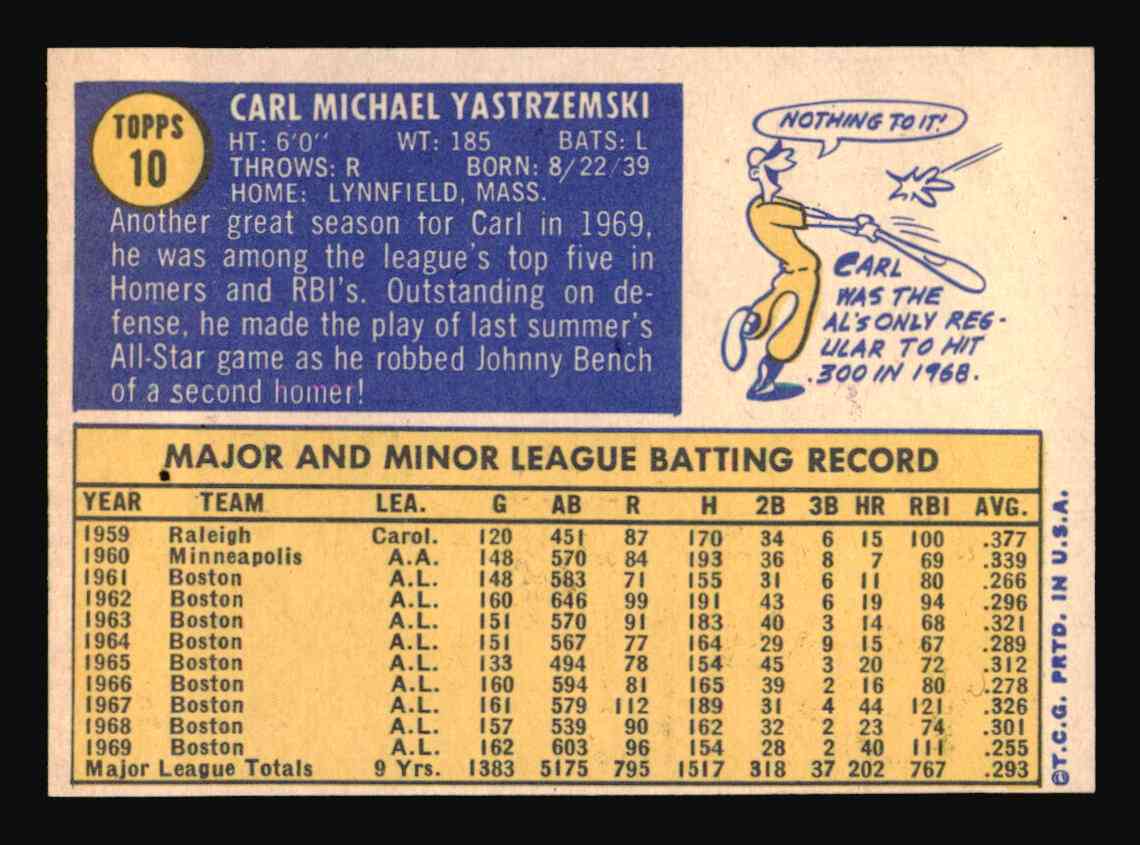 TOPPS
10
CARL MICHAEL YASTRZEMSKI
HT: 6'0" WT: 185 BATS: L
THROWS: R BORN: 8/22/39
HOME: LYNNFIELD, MASS.
Another great season for Carl in 1969,
he was among the league's top five in
Homers and RBI's. Outstanding on de-
fense, he made the play of last summer's
All-Star game as he robbed Johnny Bench
of a second homer!
NOTHING TO IT!
CARL
WAS THE
AL'S ONLY REG-
ULAR TO HIT
.300 IN 1968.
MAJOR AND MINOR LEAGUE BATTING RECORD
YEAR TEAM LEA. G AB R H 2B 3B HR RBI AVG.
1959 Raleigh Carol. 120 451 87 170 34 6 15 100 .377
1960 Minneapolis A.A. 148 570 84 193 36 8 7 69 .339
1961 Boston A.L. 148 583 71 155 31 6 11 80 .266
1962 Boston A.L. 160 646 99 191 43 6 19 94 .296
1963 Boston A.L. 151 570 91 183 40 3 14 68 .321
1964 Boston A.L. 151 567 77 164 29 9 15 67 .289
1965 Boston A.L. 133 494 78 154 45 3 20 72 .312
1966 Boston A.L. 160 594 81 165 39 2 16 80 .278
1967 Boston A.L. 161 579 112 189 31 4 44 121 .326
1968 Boston A.L. 157 539 90 162 32 2 23 74 .301
1969 Boston A.L. 162 603 96 154 28 2 40 111 .255
Major League Totals 9 Yrs. 1383 5175 795 1517 318 37 202 767 .293
©T.C.G. PRTD. IN U.S.A.